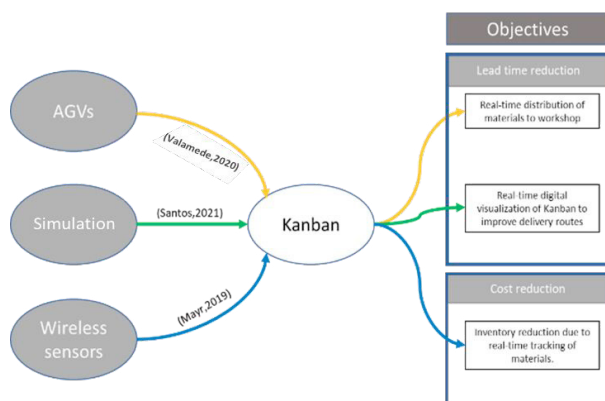 Objectives
Lead time reduction
AGVs
Real-time distribution of
materials to workshop
(Valamede,2020)
Simulation
(Santos,2021)
Kanban
Real-time digital
visualization of Kanban to
improve delivery routes
Cost reduction
Wireless
sensors
(Mayr,2019)
Inventory reduction due to
real-time tracking of
materials.